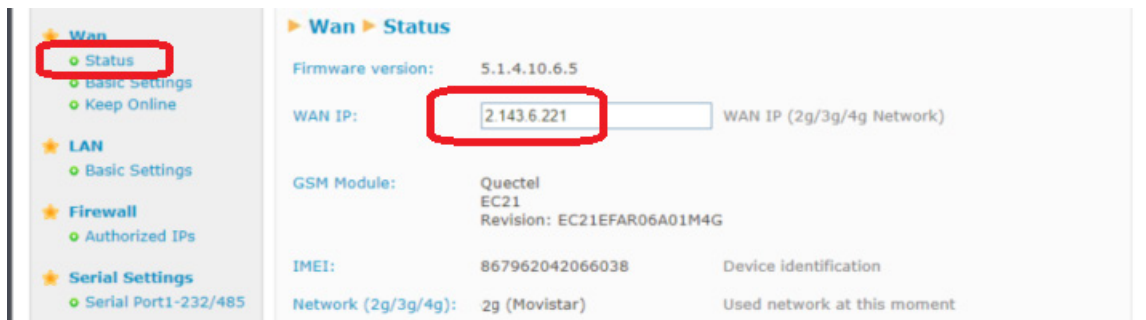 Wan
Status
Basic Settings
Keep Online
LAN
Basic Settings
Firewall
Authorized IPs
Serial Settings
Serial Port1-232/485
Wan Status
Firmware version: 5.1.4.10.6.5
WAN IP: 2.143.6.221 WAN IP (2g/3g/4g Network)
GSM Module: Quectel
EC21
Revision: EC21EFAR06A01M4G
IMEI: 867962042066038 Device identification
Network (2g/3g/4g): 2g (Movistar) Used network at this moment